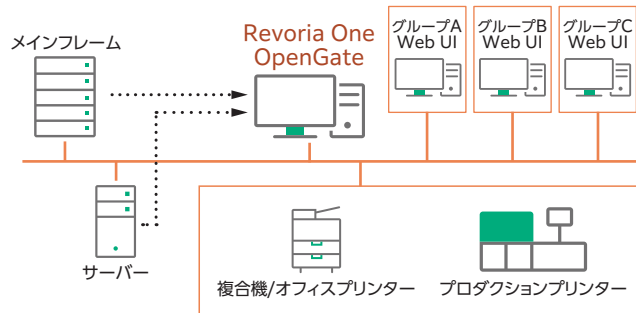 メインフレーム
Revoria One
OpenGate
グループA
Web UI
グループB
Web UI
グループC
Web UI
サーバー
複合機/オフィスプリンター
プロダクションプリンター